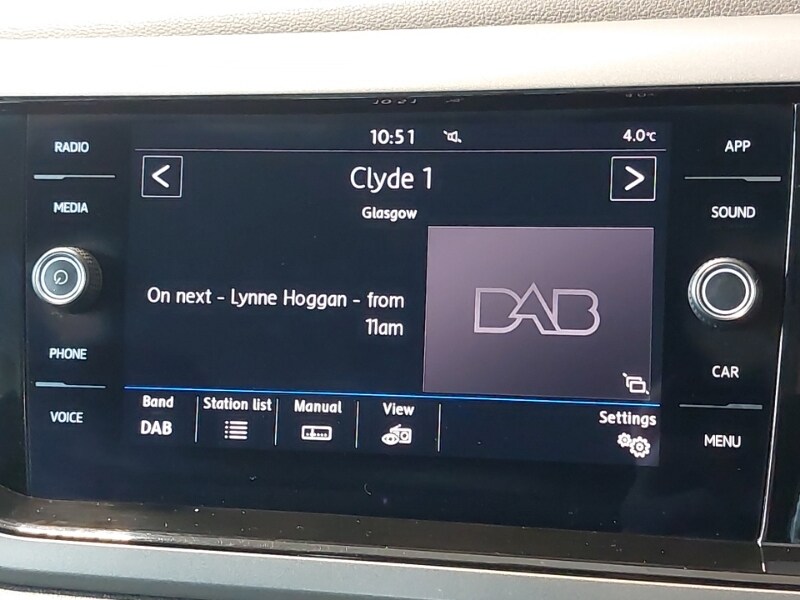 10:51
4.0°C
RADIO
MEDIA
PHONE
VOICE
<
Clyde 1
>
Glasgow
On next - Lynne Hoggan - from
11am
DAB
Band
DAB
Station list
Manual
View
Settings
APP
SOUND
CAR
MENU